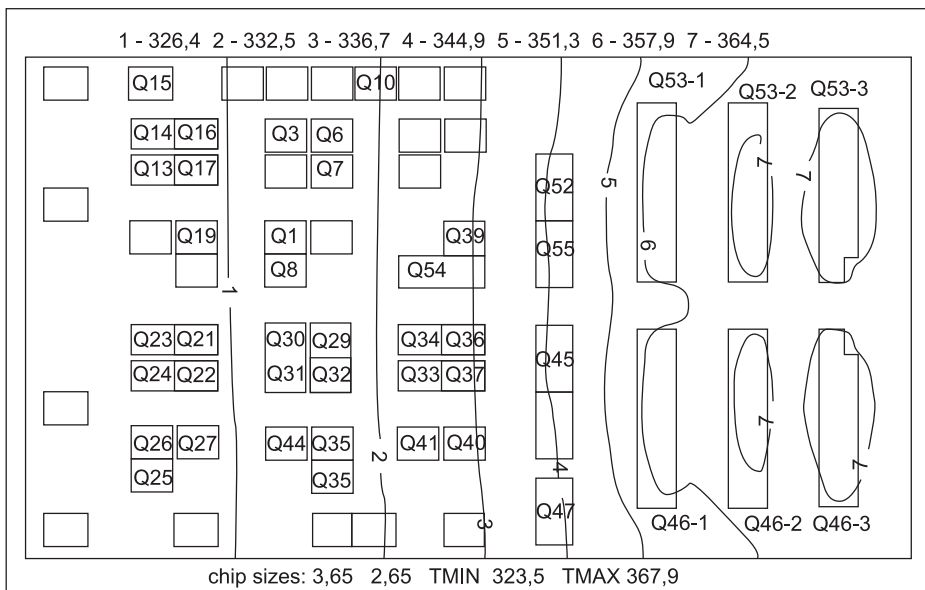 1 - 326,4 2 - 332,5 3 - 336,7 4 - 344,9 5 - 351,3 6 - 357,9 7 - 364,5
Q15 Q10 Q53-1 Q53-2 Q53-3
Q14 Q16 Q3 Q6
Q13 Q17 Q7 7 7
Q52 5
Q19 Q1 Q39 Q55 6
Q8 Q54
1
Q23 Q21 Q30 Q29 Q34 Q36 Q45
Q24 Q22 Q31 Q32 Q33 Q37
7
Q26 Q27 Q44 Q35 Q41 Q40
2 4 7
Q25 Q35
3 Q47 Q46-1 Q46-2 Q46-3
chip sizes: 3,65 2,65 TMIN 323,5 TMAX 367,9